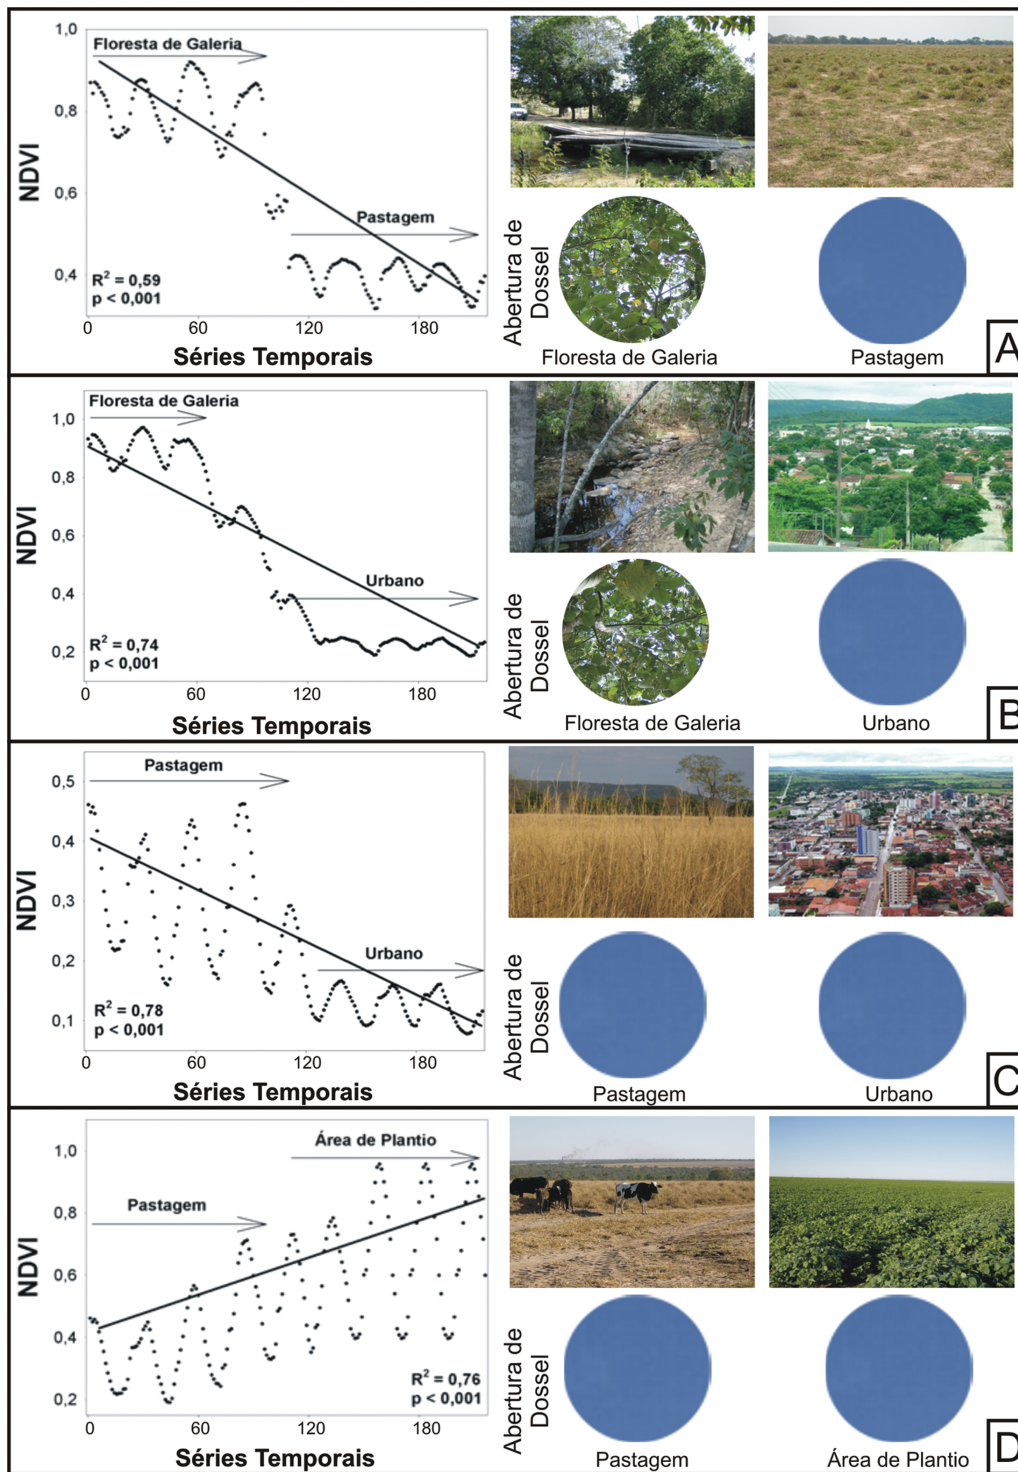 1,0
Floresta de Galeria
0,8
NDVI
0,6
Pastagem
0,4
R² = 0,59
p < 0,001
0
60
120
180
Séries Temporais
Abertura de
Dossel
Floresta de Galeria
Pastagem
A
Floresta de Galeria
1,0
0,8
NDVI
0,6
Urbano
0,4
R² = 0,74
0,2
p < 0,001
0
60
120
180
Séries Temporais
Abertura de
Dossel
Floresta de Galeria
Urbano
B
Pastagem
0,5
0,4
NDVI
0,3
Urbano
0,2
R² = 0,78
0,1
p < 0,001
0
60
120
180
Séries Temporais
Abertura de
Dossel
Pastagem
Urbano
C
Área de Plantio
1,0
Pastagem
0,8
NDVI
0,6
0,4
R² = 0,76
0,2
p < 0,001
0
60
120
180
Séries Temporais
Abertura de
Dossel
Pastagem
Área de Plantio
D